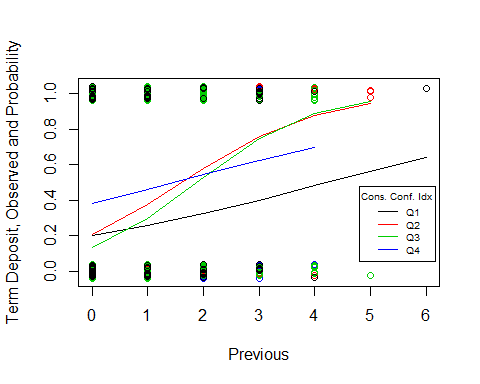 Term Deposit, Observed and Probability
1.0
0.8
0.6
0.4
0.2
0.0
Cons. Conf. Idx
Q1
Q2
Q3
Q4
0 1 2 3 4 5 6
Previous